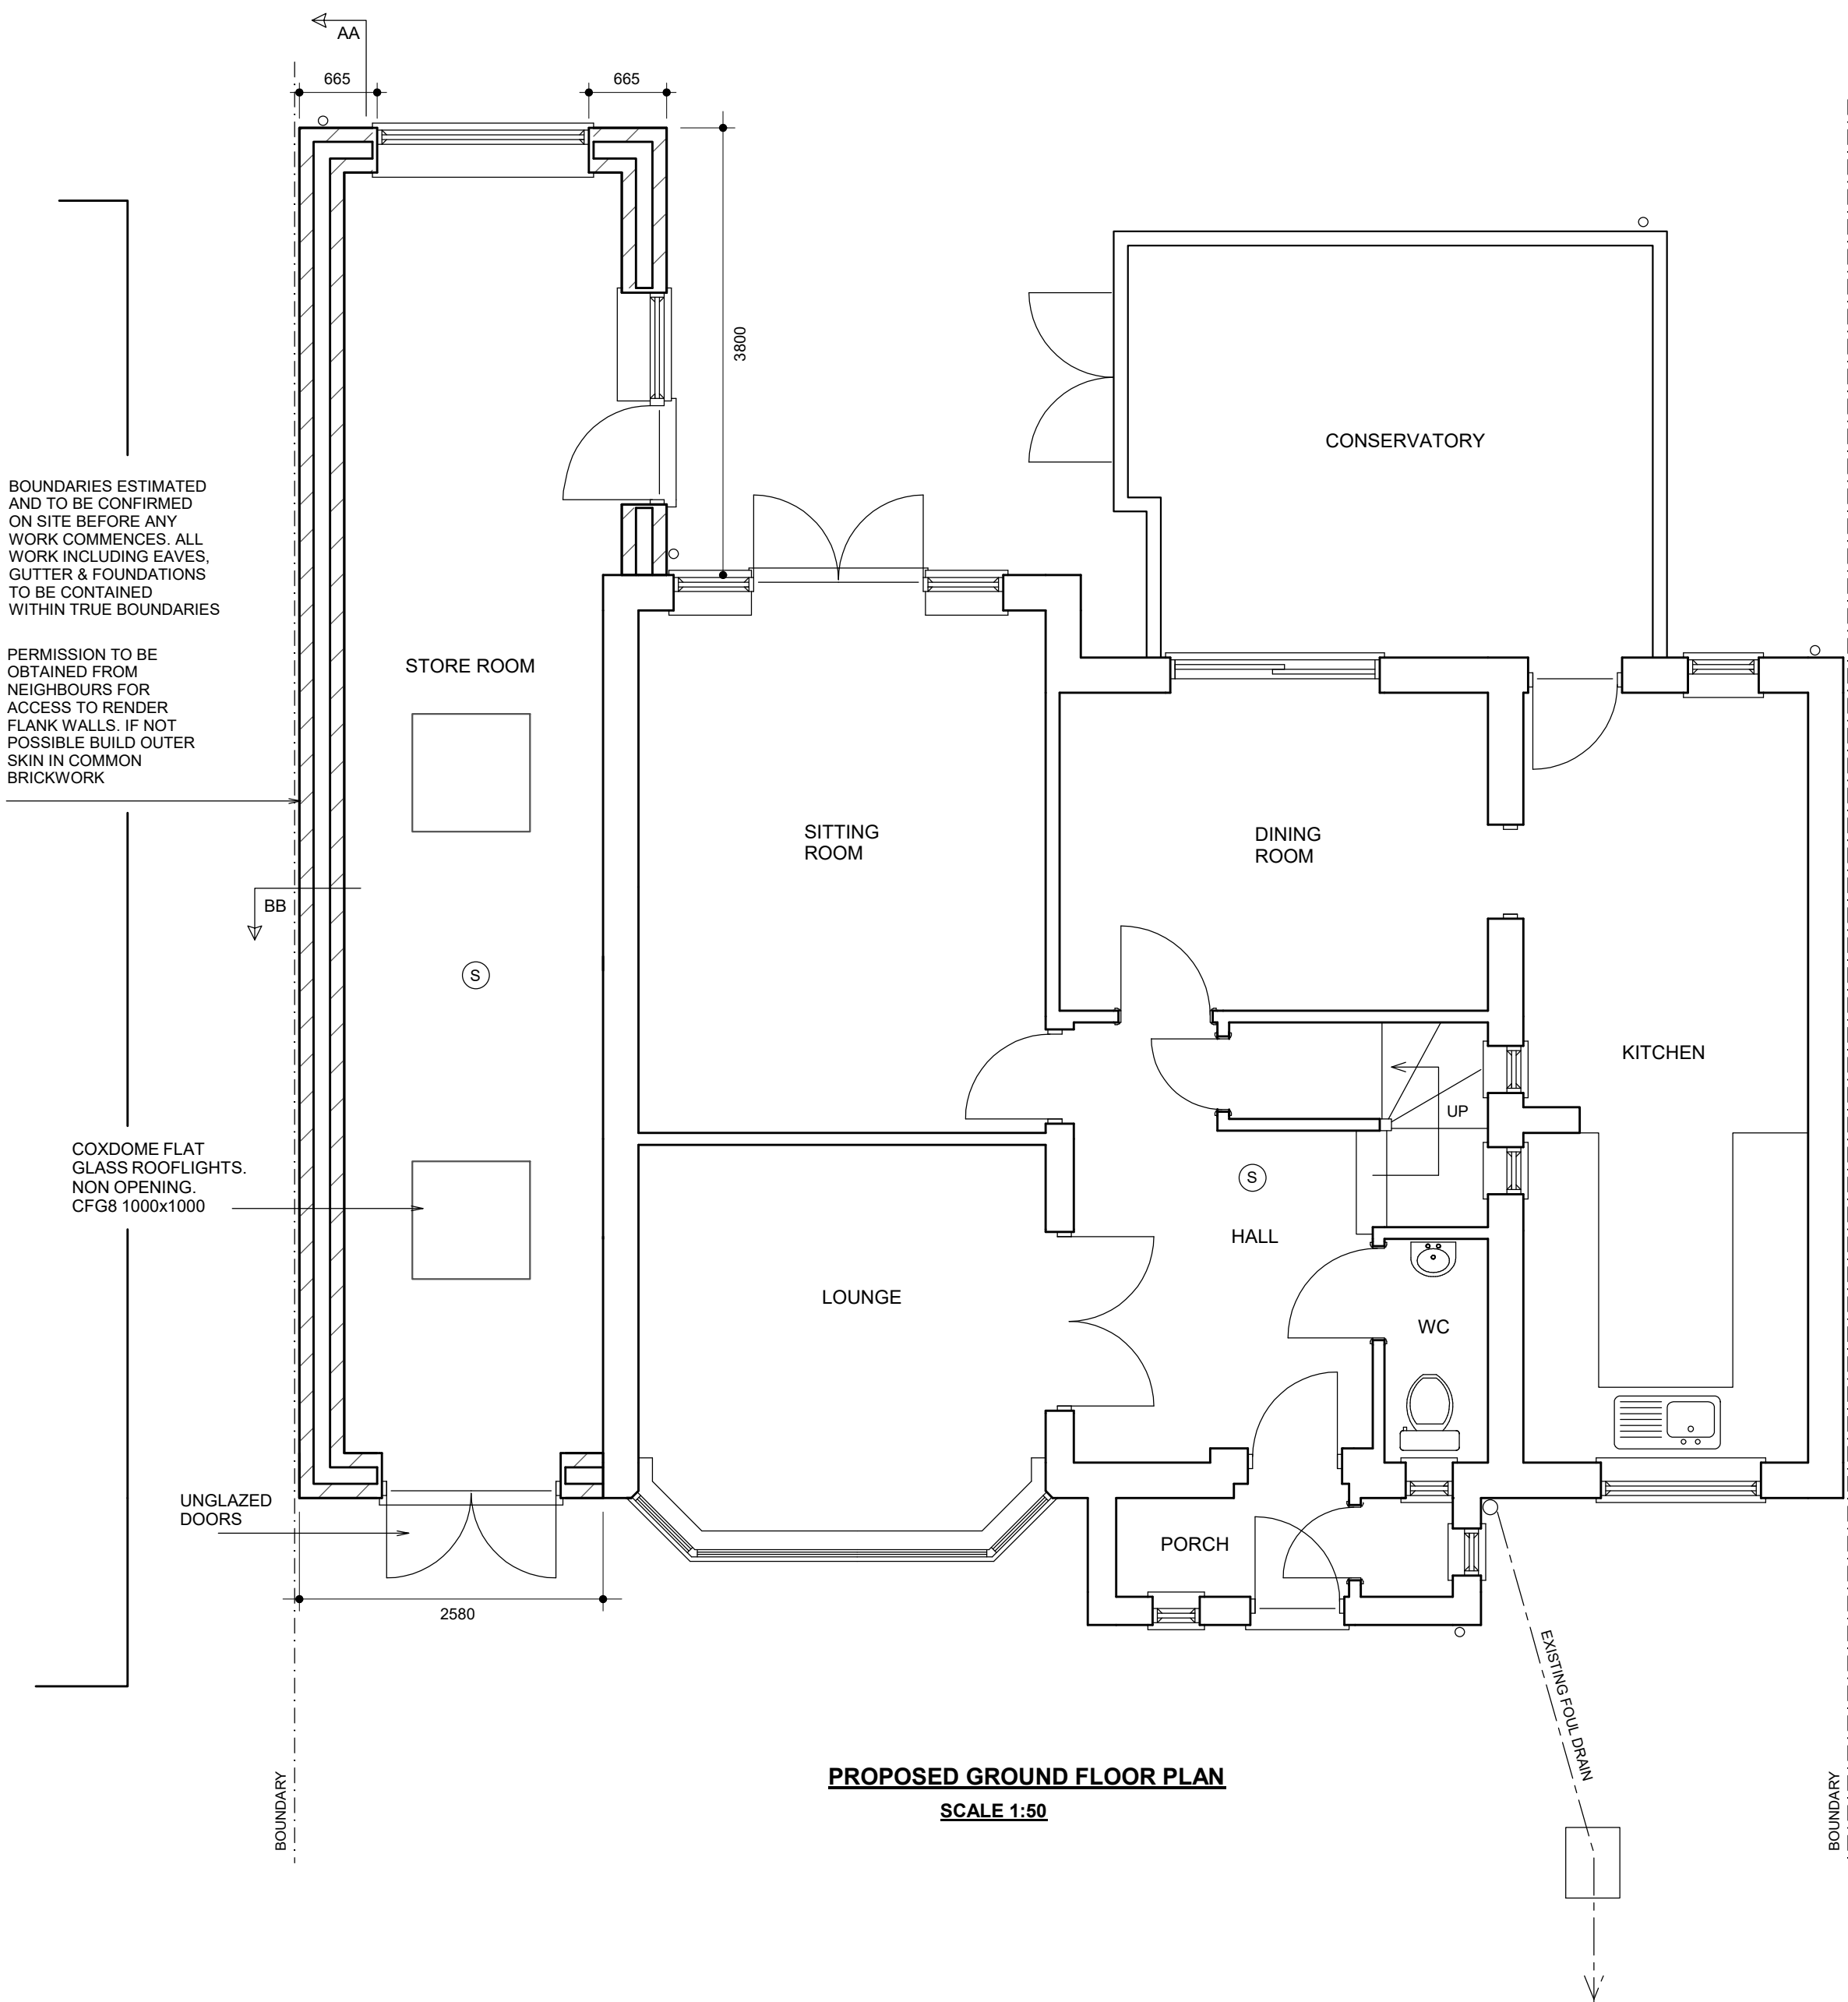 AA
665
665
3800
CONSERVATORY
BOUNDARIES ESTIMATED
AND TO BE CONFIRMED
ON SITE BEFORE ANY
WORK COMMENCES. ALL
WORK INCLUDING EAVES,
GUTTER & FOUNDATIONS
TO BE CONTAINED
WITHIN TRUE BOUNDARIES
PERMISSION TO BE
OBTAINED FROM
NEIGHBOURS FOR
ACCESS TO RENDER
FLANK WALLS. IF NOT
POSSIBLE BUILD OUTER
SKIN IN COMMON
BRICKWORK
STORE ROOM
SITTING
ROOM
DINING
ROOM
BB
S
KITCHEN
UP
COXDOME FLAT
GLASS ROOFLIGHTS.
NON OPENING.
CFG8 1000x1000
S
HALL
LOUNGE
WC
UNGLAZED
DOORS
PORCH
2580
EXISTING FOUL DRAIN
BOUNDARY
PROPOSED GROUND FLOOR PLAN
SCALE 1:50
BOUNDARY